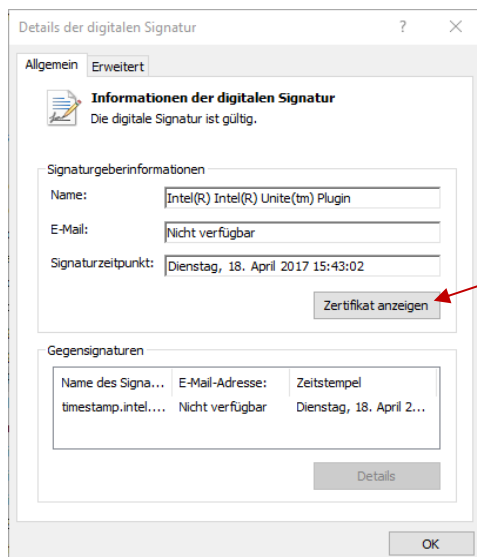 Details der digitalen Signatur
Allgemein Erweitert
Informationen der digitalen Signatur
Die digitale Signatur ist gültig.
Signaturgeberinformationen
Name: Intel(R) Intel(R) Unite(tm) Plugin
E-Mail: Nicht verfügbar
Signaturzeitpunkt: Dienstag, 18. April 2017 15:43:02
Zertifikat anzeigen
Gegensignaturen
Name des Signa... E-Mail-Adresse: Zeitstempel
timestamp.intel.... Nicht verfügbar Dienstag, 18. April 2...
Details
OK